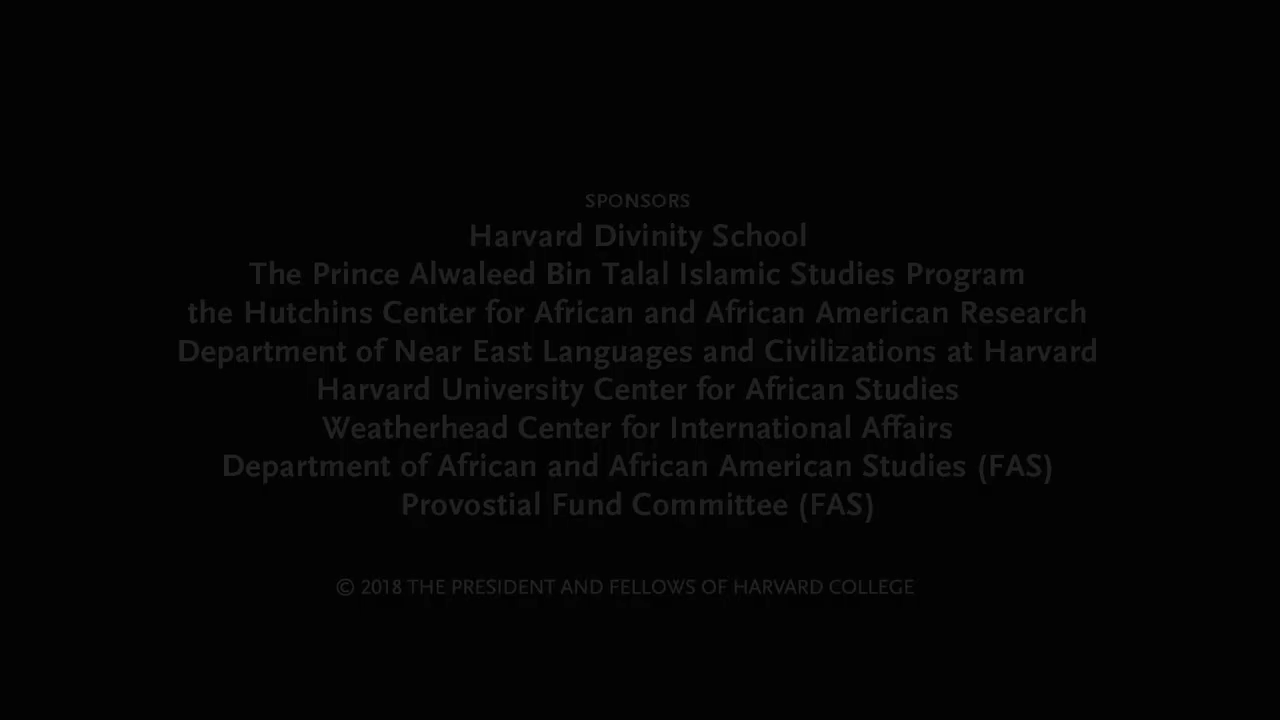 SPONSORS
Harvard Divinity School
The Prince Alwaleed Bin Talal Islamic Studies Program
the Hutchins Center for African and African American Research
Department of Near East Languages and Civilizations at Harvard
Harvard University Center for African Studies
Weatherhead Center for International Affairs
Department of African and African American Studies (FAS)
Provostial Fund Committee (FAS)
© 2018 THE PRESIDENT AND FELLOWS OF HARVARD COLLEGE